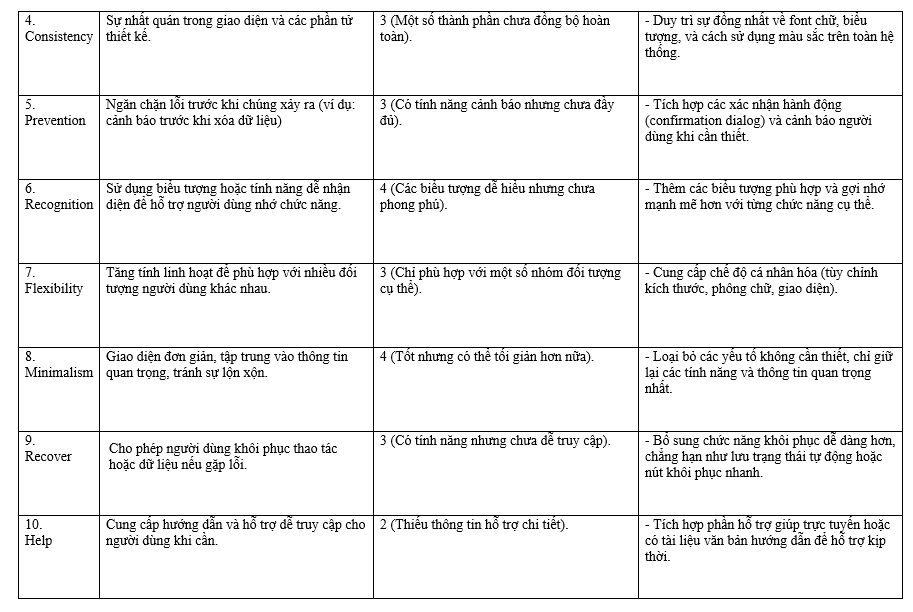 4.
Consistency
Sự nhất quán trong giao diện và các phần tử
thiết kế.
3 (Một số thành phần chưa đồng bộ hoàn
toàn).
- Duy trì sự đồng nhất về font chữ, biểu
tượng, và cách sử dụng màu sắc trên toàn hệ
thống.
5.
Prevention
Ngăn chặn lỗi trước khi chúng xảy ra (ví dụ:
cảnh báo trước khi xóa dữ liệu)
3 (Có tính năng cảnh báo nhưng chưa đầy
đủ).
- Tích hợp các xác nhận hành động
(confirmation dialog) và cảnh báo người
dùng khi cần thiết.
6.
Recognition
Sử dụng biểu tượng hoặc tính năng dễ nhận
diện để hỗ trợ người dùng nhớ chức năng.
4 (Các biểu tượng dễ hiểu nhưng chưa
phong phú).
- Thêm các biểu tượng phù hợp và gợi nhớ
mạnh mẽ hơn với từng chức năng cụ thể.
7.
Flexibility
Tăng tính linh hoạt để phù hợp với nhiều đối
tượng người dùng khác nhau.
3 (Chỉ phù hợp với một số nhóm đối tượng
cụ thể).
- Cung cấp chế độ cá nhân hóa (tùy chỉnh
kích thước, phông chữ, giao diện).
8.
Minimalism
Giao diện đơn giản, tập trung vào thông tin
quan trọng, tránh sự lộn xộn.
4 (Tốt nhưng có thể tối giản hơn nữa).
- Loại bỏ các yếu tố không cần thiết, chỉ giữ
lại các tính năng và thông tin quan trọng
nhất.
9.
Recover
Cho phép người dùng khôi phục thao tác
hoặc dữ liệu nếu gặp lỗi.
3 (Có tính năng nhưng chưa dễ truy cập).
- Bổ sung chức năng khôi phục dễ dàng hơn,
chẳng hạn như lưu trạng thái tự động hoặc
nút khôi phục nhanh.
10.
Help
Cung cấp hướng dẫn và hỗ trợ dễ truy cập cho
người dùng khi cần.
2 (Thiếu thông tin hỗ trợ chi tiết).
- Tích hợp phần hỗ trợ giúp trực tuyến hoặc
có tài liệu văn bản hướng dẫn để hỗ trợ kịp
thời.